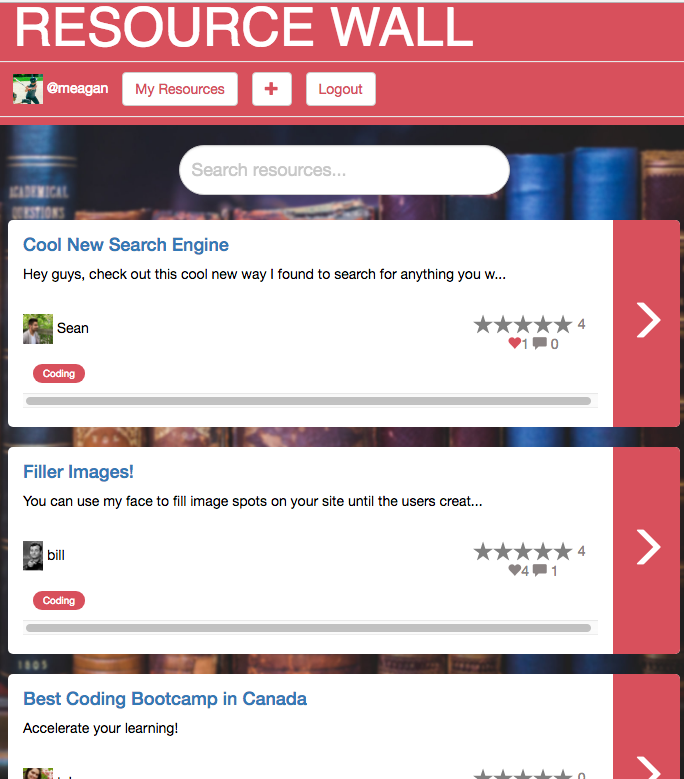 RESOURCE WALL
@meagan My Resources + Logout
Search resources...
ACADEMICAL
QUESTIONS
Cool New Search Engine
Hey guys, check out this cool new way I found to search for anything you w...
Sean
4
1 0
Coding
Filler Images!
You can use my face to fill image spots on your site until the users creat...
bill
4
4 1
Coding
1805
Best Coding Bootcamp in Canada
Accelerate your learning!
0